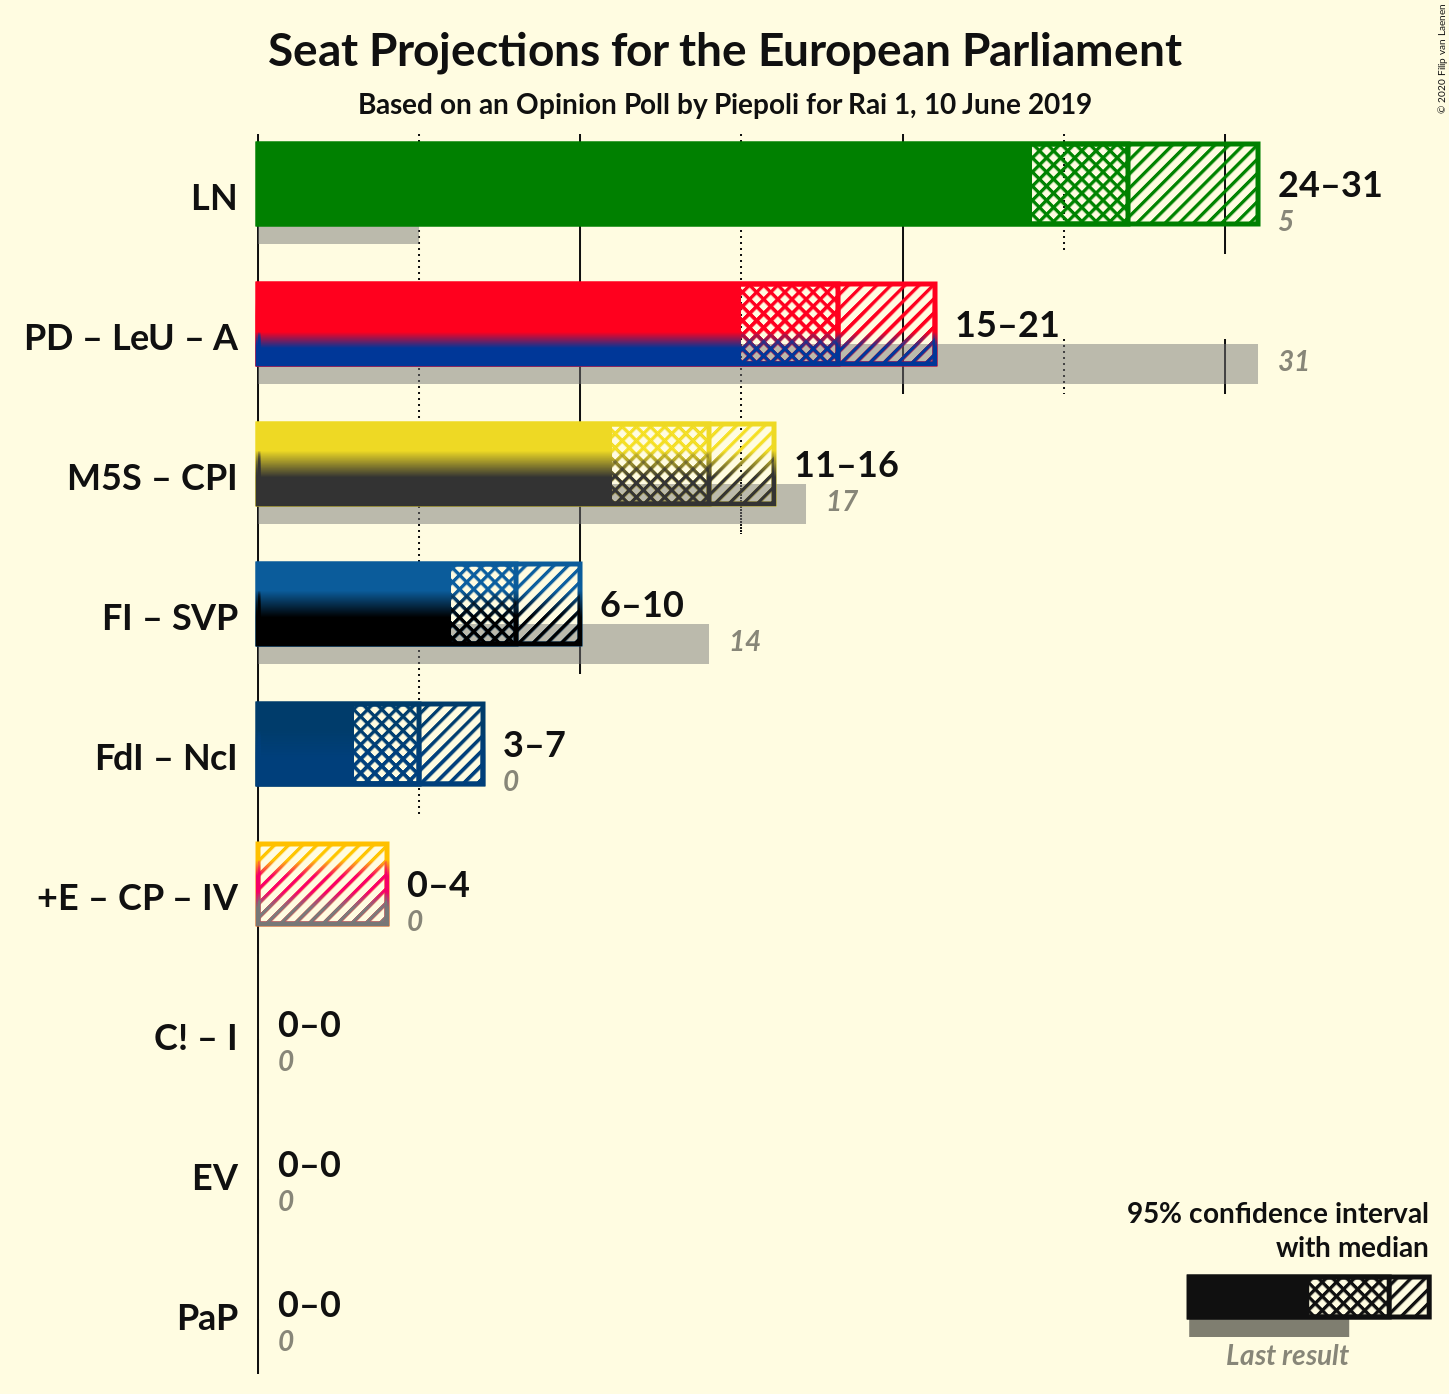 Seat Projections for the European Parliament
Based on an Opinion Poll by Piepoli for Rai 1, 10 June 2019
© 2020 Filip van Laenen
LN
24–31
5
PD – LeU – A
15–21
31
M5S – CPI
11–16
17
FI – SVP
6–10
14
FdI – NcI
3–7
0
+E – CP – IV
0–4
0
C! – I
0–0
0
EV
0–0
0
PaP
0–0
0
95% confidence interval
with median
Last result